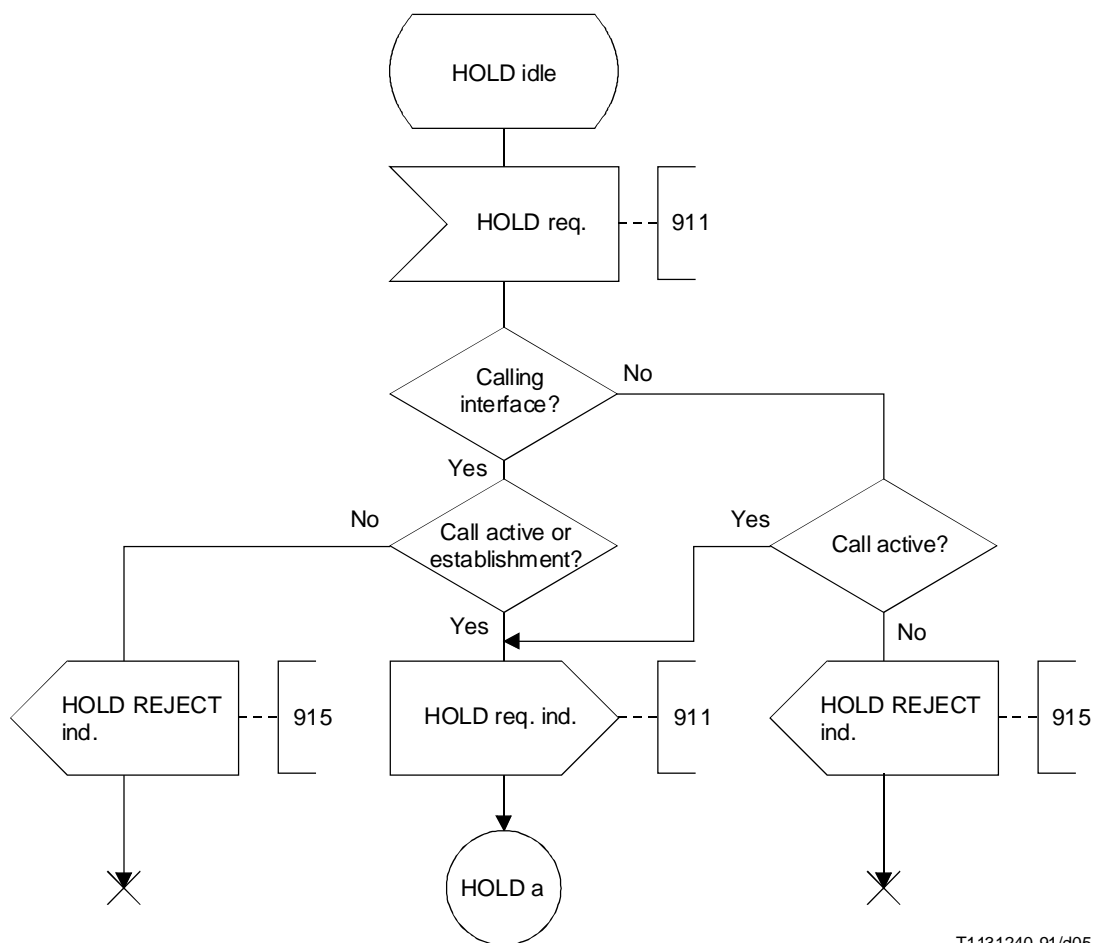 HOLD idle
HOLD req.
911
Calling
interface?
No
Yes
No
Call active or
establishment?
Yes
Call active?
Yes
No
HOLD REJECT
ind.
915
HOLD req. ind.
911
HOLD REJECT
ind.
915
HOLD a
T1131240-91/d05